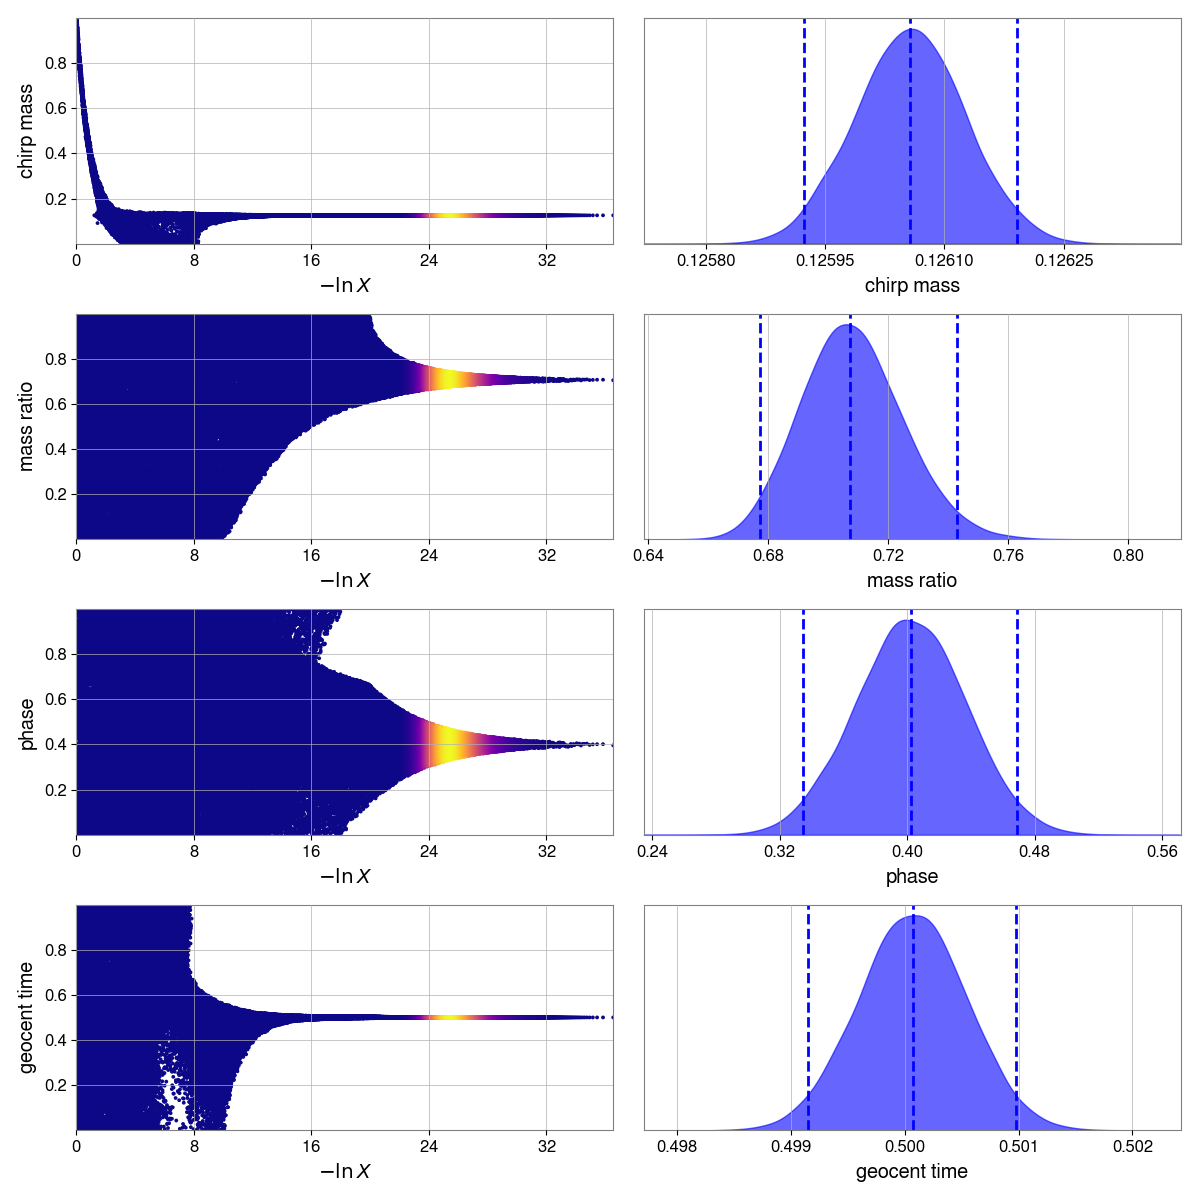 0.8
0.6
0.4
0.2
chirp mass
0 8 16 24 32
−ln X
0.12580 0.12595 0.12610 0.12625
chirp mass
0.8
0.6
0.4
0.2
mass ratio
0 8 16 24 32
−ln X
0.64 0.68 0.72 0.76 0.80
mass ratio
0.8
0.6
0.4
0.2
phase
0 8 16 24 32
−ln X
0.24 0.32 0.40 0.48 0.56
phase
0.8
0.6
0.4
0.2
geocent time
0 8 16 24 32
−ln X
0.498 0.499 0.500 0.501 0.502
geocent time